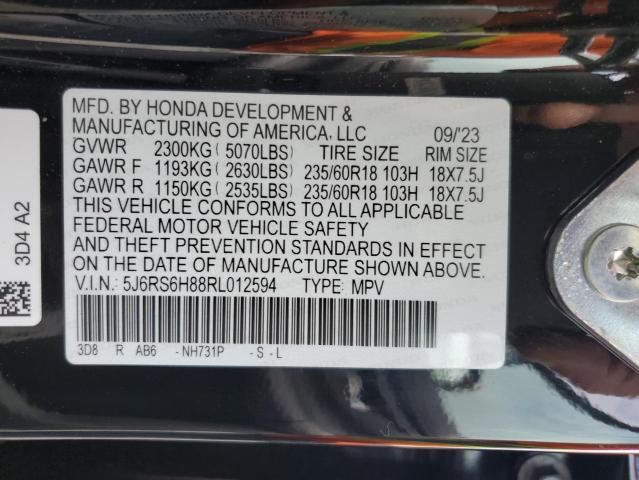 MFD. BY HONDA DEVELOPMENT &
MANUFACTURING OF AMERICA, LLC 09/'23
GVWR 2300KG ( 5070LBS) TIRE SIZE RIM SIZE
GAWR F 1193KG ( 2630LBS) 235/60R18 103H 18X7.5J
GAWR R 1150KG ( 2535LBS) 235/60R18 103H 18X7.5J
THIS VEHICLE CONFORMS TO ALL APPLICABLE
FEDERAL MOTOR VEHICLE SAFETY
AND THEFT PREVENTION STANDARDS IN EFFECT
ON THE DATE OF MANUFACTURE SHOWN ABOVE.
V.I.N.: 5J6RS6H88RL012594 TYPE: MPV
3D8 R AB6 -NH731P -S-L
3D4 A2